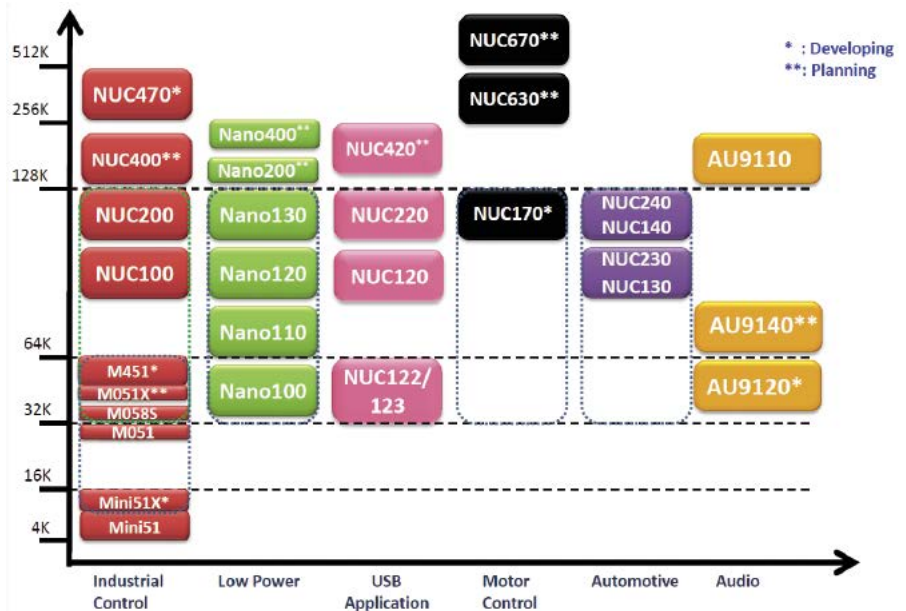 512K
256K
128K
64K
32K
16K
4K
* : Developing
**: Planning
NUC470*
NUC400**
NUC200
NUC100
M451*
M051X**
M058S
M051
Mini51X*
Mini51
Nano400**
Nano200**
Nano130
Nano120
Nano110
Nano100
NUC420**
NUC220
NUC120
NUC122/
123
NUC670**
NUC630**
NUC170*
NUC240
NUC140
NUC230
NUC130
AU9110
AU9140**
AU9120*
Industrial
Control
Low Power
USB
Application
Motor
Control
Automotive
Audio